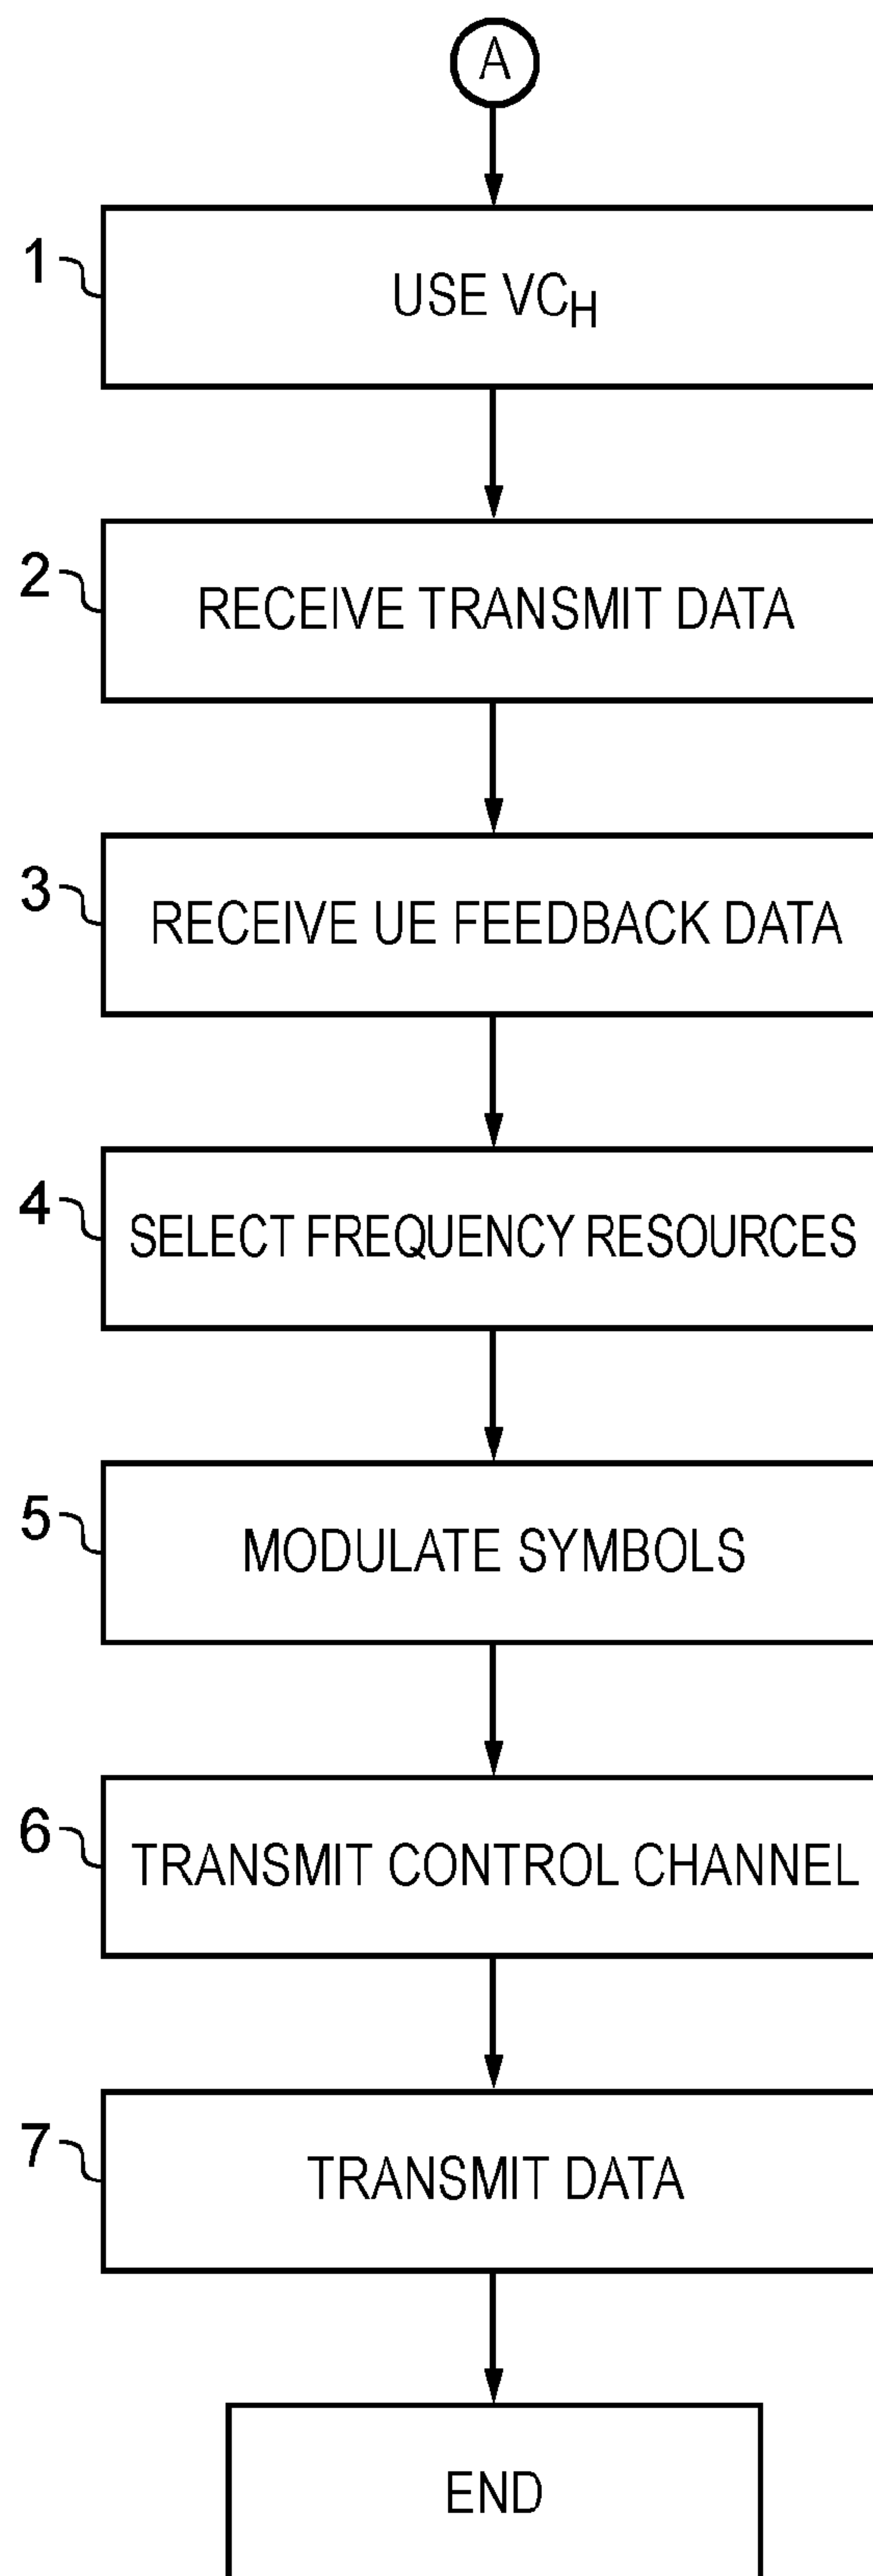 A
1
USE VCH
2
RECEIVE TRANSMIT DATA
3
RECEIVE UE FEEDBACK DATA
4
SELECT FREQUENCY RESOURCES
5
MODULATE SYMBOLS
6
TRANSMIT CONTROL CHANNEL
7
TRANSMIT DATA
END